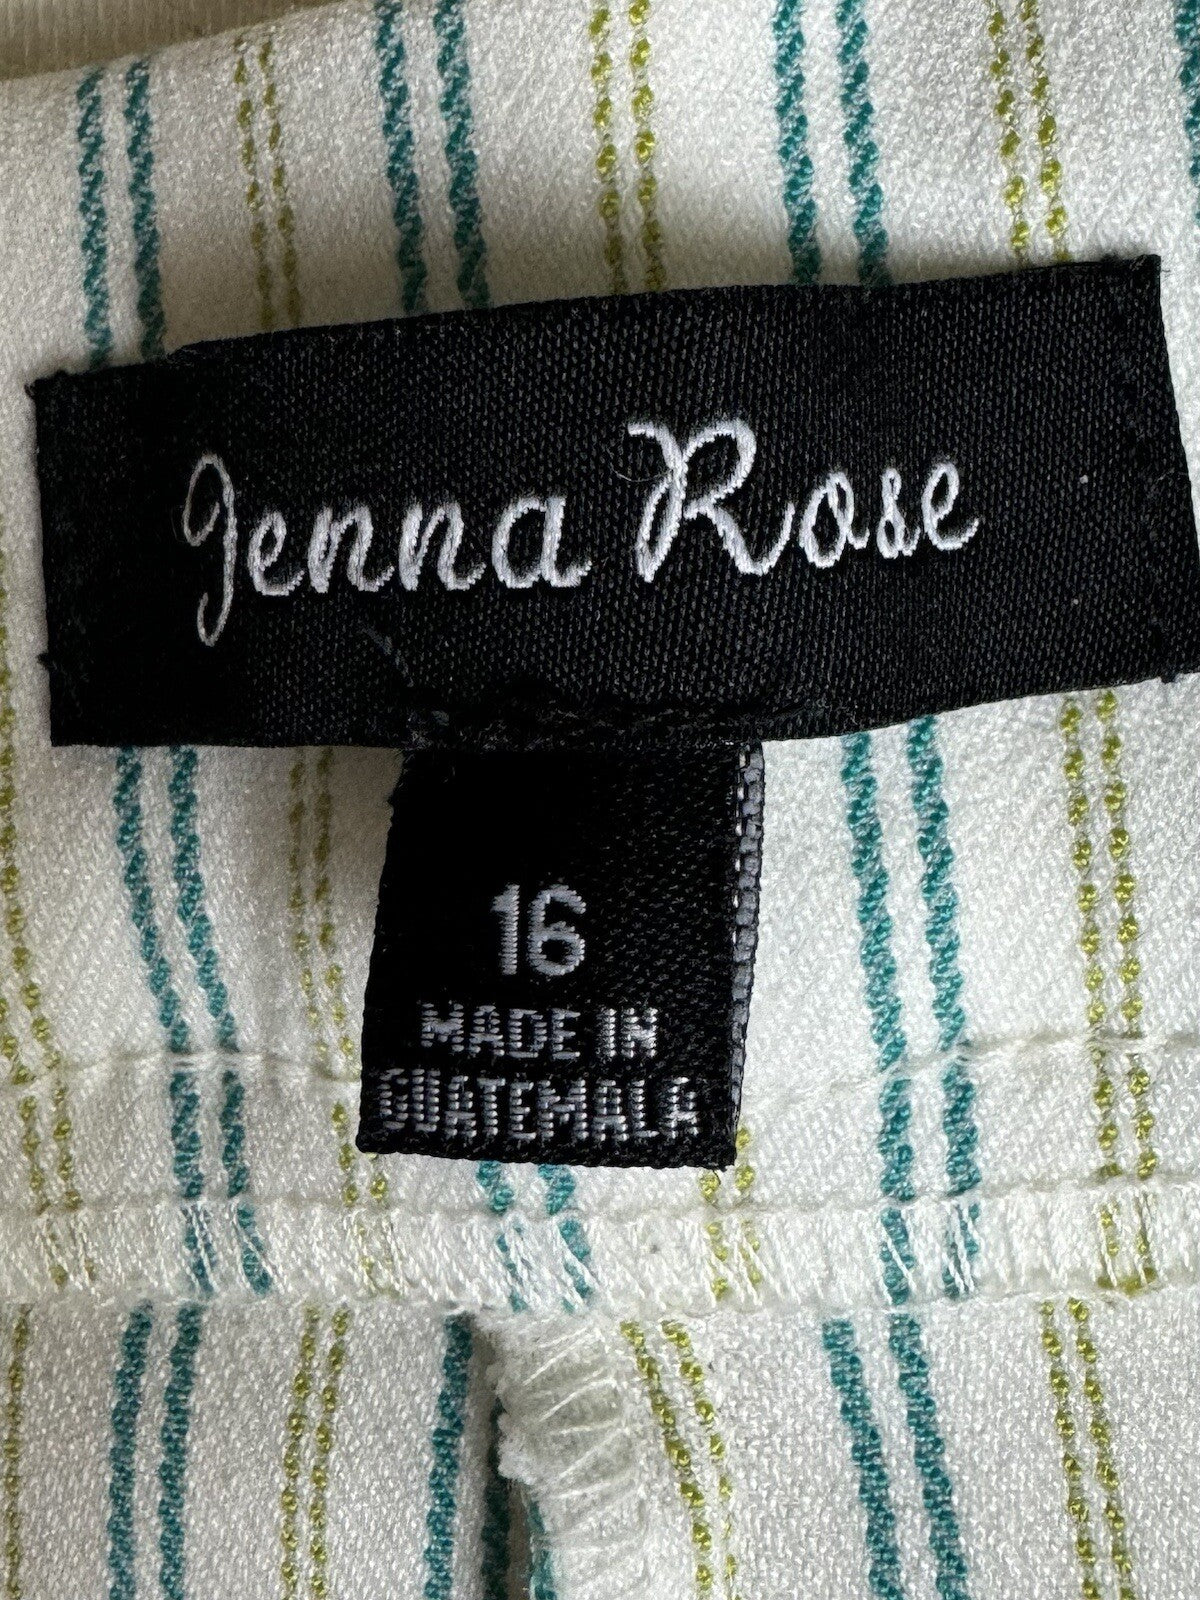 Jenna Rose
16
MADE IN
GUATEMALA